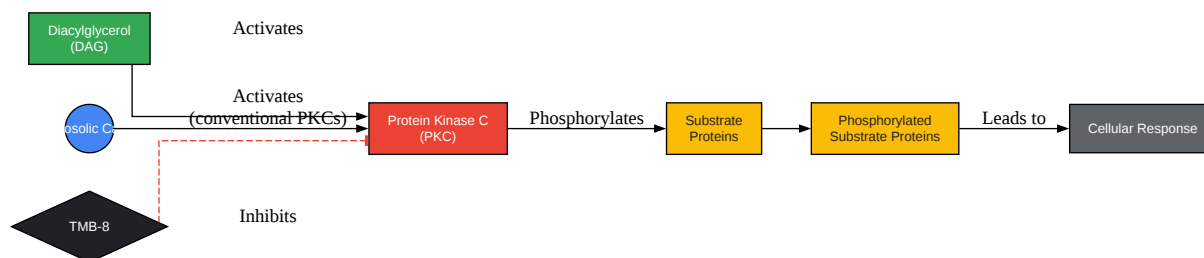 Diacylglycerol
(DAG)
Activates
Activates
(conventional PKCs)
osolic C
Protein Kinase C
(PKC)
Phosphorylates
Substrate
Proteins
Phosphorylated
Substrate Proteins
Leads to
Cellular Response
TMB-8
Inhibits